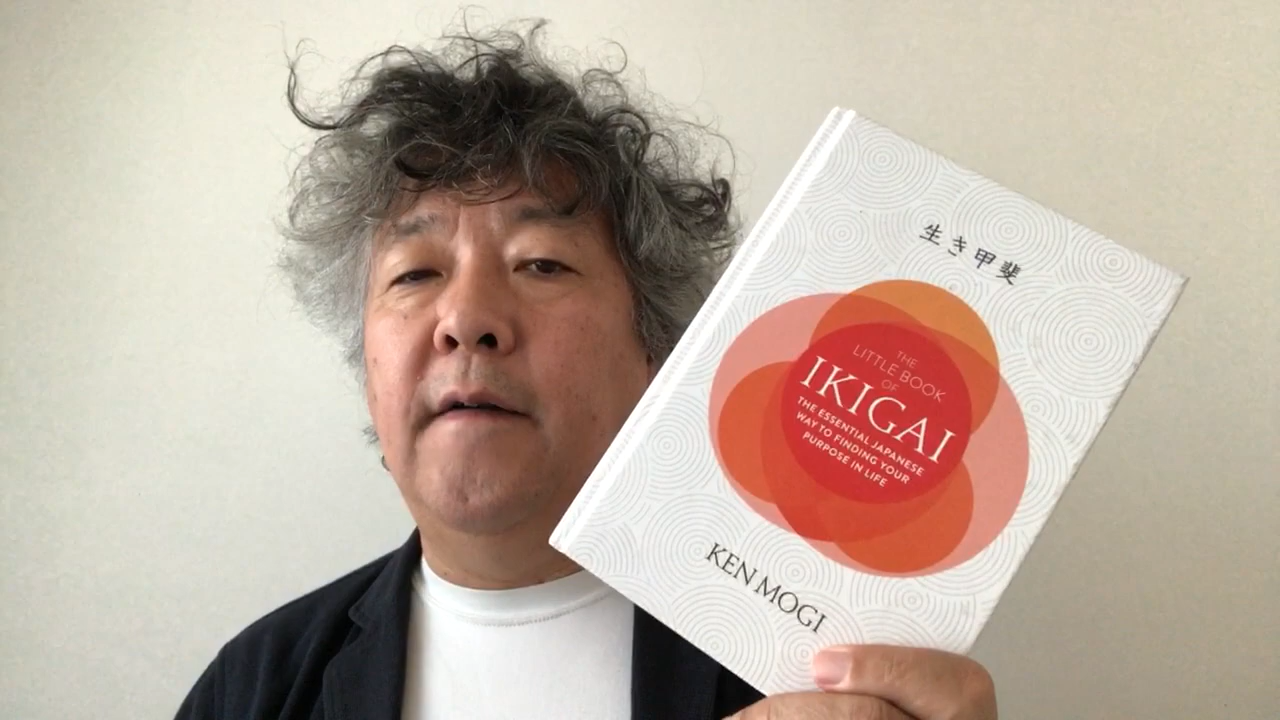 生き甲斐
THE
LITTLE BOOK
OF
IKIGAI
THE ESSENTIAL JAPANESE
WAY TO FINDING YOUR
PURPOSE IN LIFE
KEN MOGI